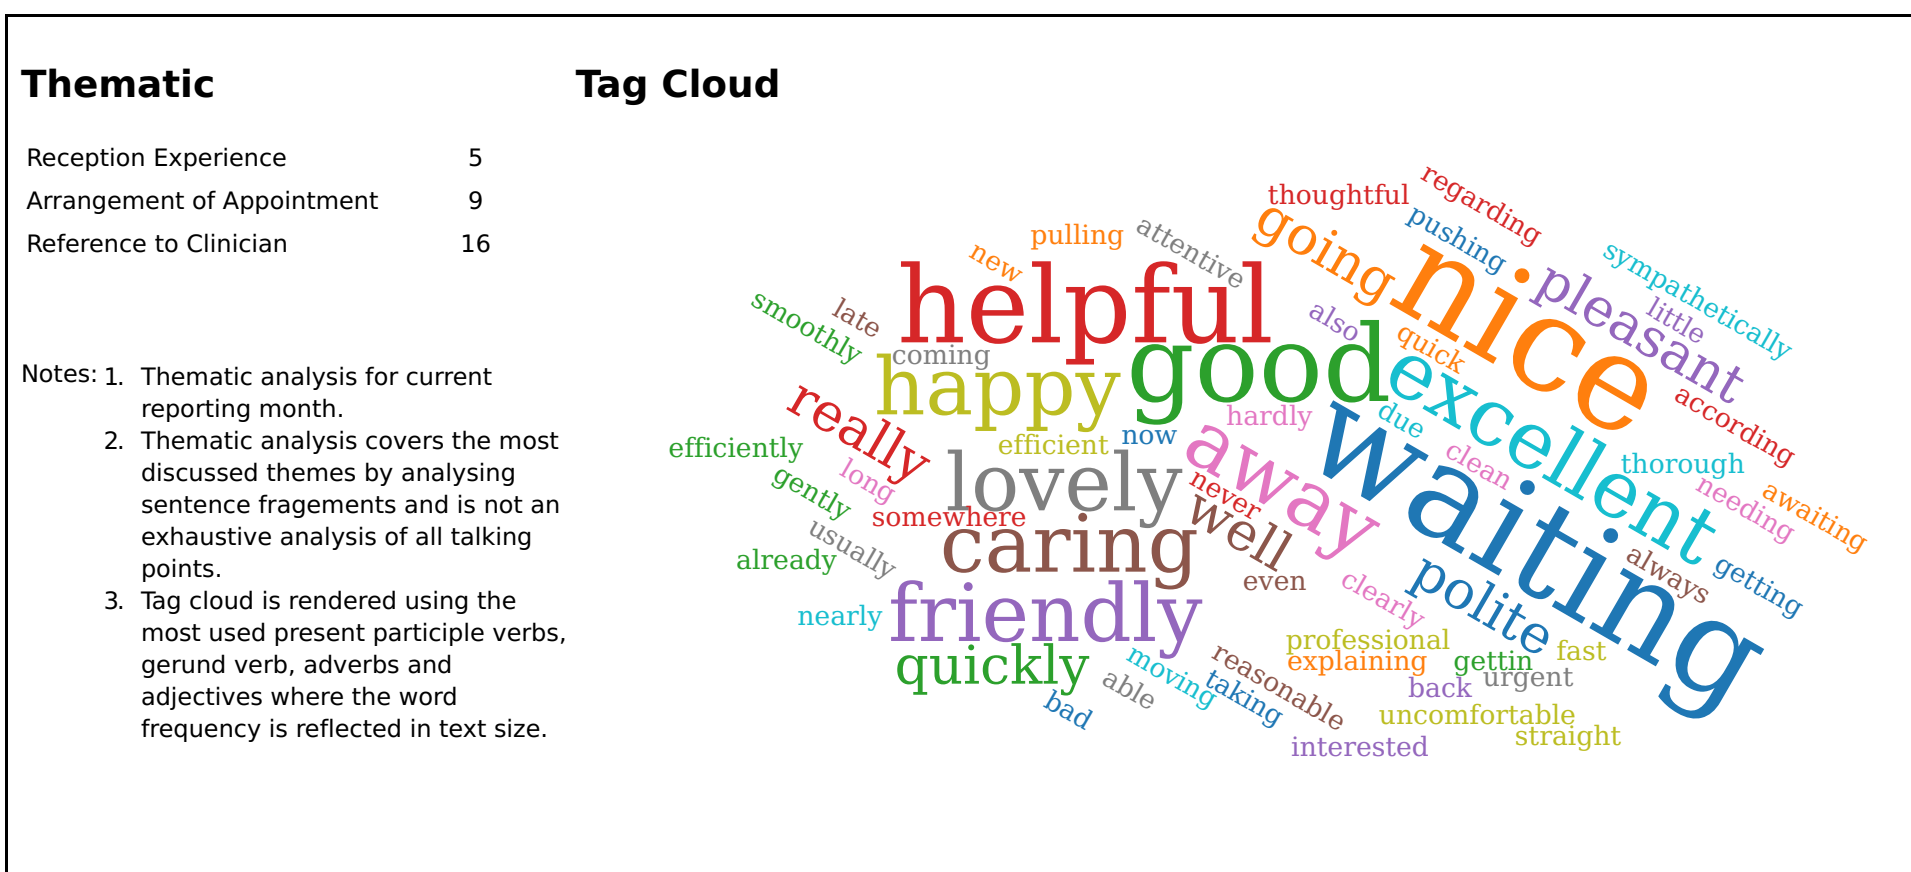 Thematic
Reception Experience 5
Arrangement of Appointment 9
Reference to Clinician 16
Notes: 1. Thematic analysis for current
reporting month.
2. Thematic analysis covers the most
discussed themes by analysing
sentence fragements and is not an
exhaustive analysis of all talking
points.
3. Tag cloud is rendered using the
most used present participle verbs,
gerund verb, adverbs and
adjectives where the word
frequency is reflected in text size.
Tag Cloud
regarding
thoughtful
pushing
going
attentive
pulling
new
sympathetically
nice
pleasant
little
helpful
also
late
smoothly
quick
coming
good
happy
excellent
according
really
hardly
due
waiting
now
efficient
efficiently
away
clean
thorough
long
lovely
gently
never
needing
awaiting
somewhere
well
usually
caring
already
always
getting
even
clearly
polite
nearly
friendly
professional
explaining
gettin
fast
quickly
moving
reasonable
urgent
back
able
taking
bad
uncomfortable
straight
interested